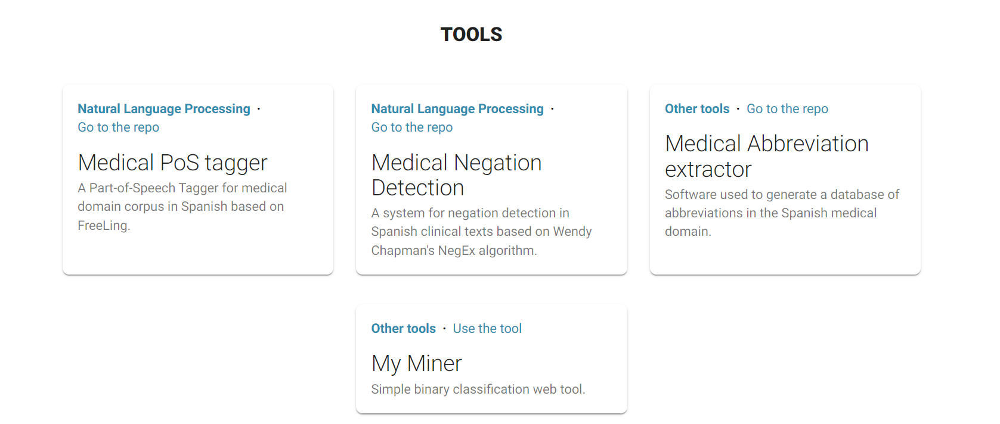 TOOLS
Natural Language Processing ·
Go to the repo
Medical PoS tagger
A Part-of-Speech Tagger for medical
domain corpus in Spanish based on
FreeLing.
Natural Language Processing ·
Go to the repo
Medical Negation
Detection
A system for negation detection in
Spanish clinical texts based on Wendy
Chapman's NegEx algorithm.
Other tools · Go to the repo
Medical Abbreviation
extractor
Software used to generate a database of
abbreviations in the Spanish medical
domain.
Other tools · Use the tool
My Miner
Simple binary classification web tool.